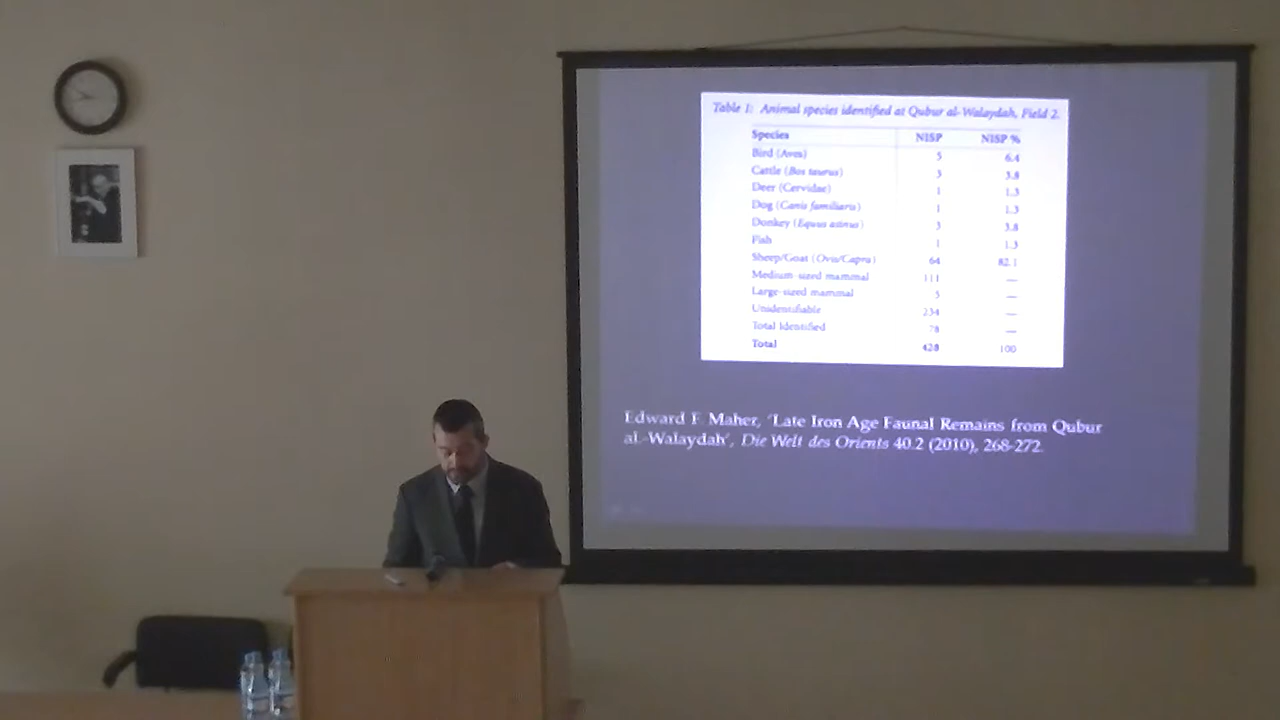 Table 1: Animal species identified at Qubur al-Walaydah, Field 2.
Species NISP NISP %
Bird (Aves) 5 6.4
Cattle (Bos taurus) 3 3.8
Deer (Cervidae) 1 1.3
Dog (Canis familiaris) 1 1.3
Donkey (Equus asinus) 3 3.8
Fish 1 1.3
Sheep/Goat (Ovis/Capra) 64 82.1
Medium-sized mammal 111 —
Large-sized mammal 5 —
Unidentifiable 234 —
Total Identified 78 —
Total 428 100
Edward F. Maher, 'Late Iron Age Faunal Remains from Qubur
al-Walaydah', Die Welt des Orients 40.2 (2010), 268-272.